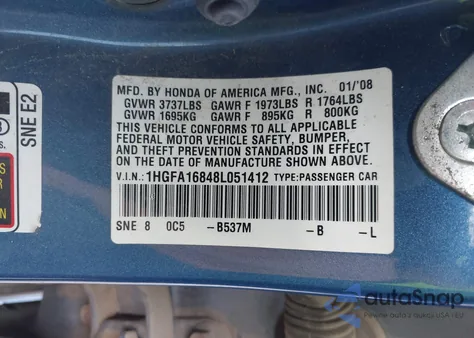 MFD. BY HONDA OF AMERICA MFG., INC. 01/'08
GVWR 3737LBS GAWR F 1973LBS R 1764LBS
GVWR 1695KG GAWR F 895KG R 800KG
THIS VEHICLE CONFORMS TO ALL APPLICABLE
FEDERAL MOTOR VEHICLE SAFETY, BUMPER,
AND THEFT PREVENTION STANDARDS IN EFFECT
ON THE DATE OF MANUFACTURE SHOWN ABOVE.
V.I.N.: 1HGFA16848L051412 TYPE:PASSENGER CAR
SNE 8 0C5 -B537M -B -L
SNE E2
autoSnap